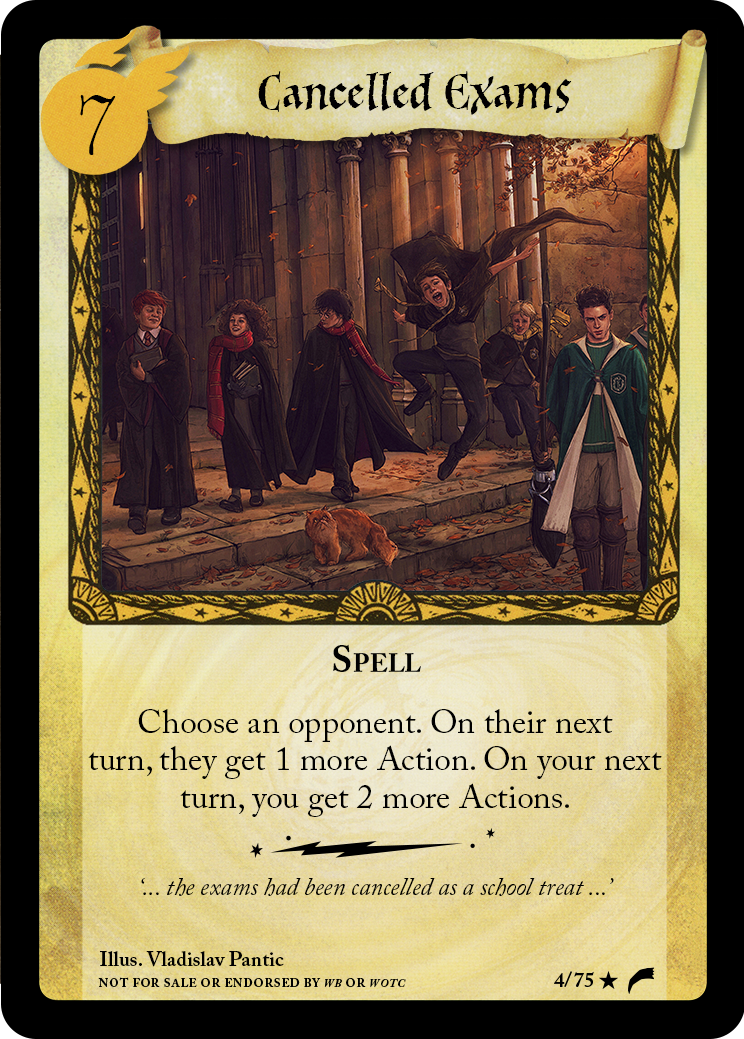 7
Cancelled Exams
Spell
Choose an opponent. On their next
turn, they get 1 more Action. On your next
turn, you get 2 more Actions.
‘... the exams had been cancelled as a school treat ...’
Illus. Vladislav Pantic
NOT FOR SALE OR ENDORSED BY WB OR WOTC
4/75 ★